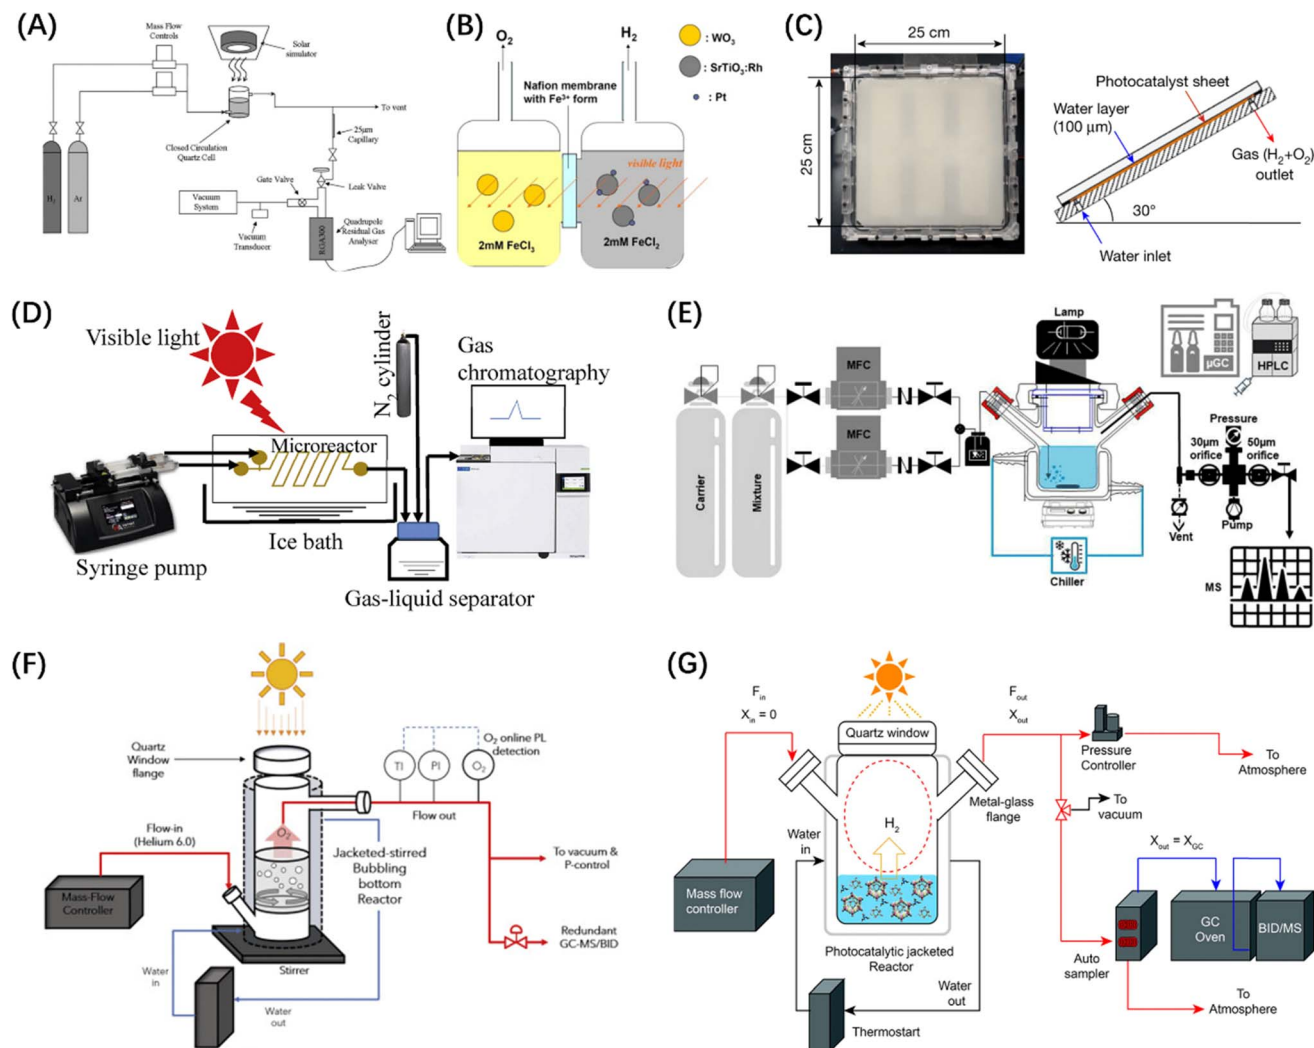 (A)
Mass Flow
Controls
Solar
simulator
To vent
25μm
Capillary
Closed Circulation
Quartz Cell
Gate Valve
Leak Valve
H2
Ar
Vacuum
System
Vacuum
Transducer
RGA300
Quadrupole
Residual Gas
Analyser
(B)
O2
H2
: WO3
: SrTiO3:Rh
: Pt
Nafion membrane
with Fe3+ form
visible light
2mM FeCl3
2mM FeCl2
(C)
25 cm
25 cm
Photocatalyst sheet
Water layer
(100 μm)
Gas (H2+O2)
outlet
30°
Water inlet
(D)
Visible light
N2 cylinder
Gas
chromatography
Microreactor
Ice bath
Syringe pump
Gas-liquid separator
(E)
Lamp
μGC
HPLC
MFC
MFC
Carrier
Mixture
Pressure
30μm
orifice
50μm
orifice
Pump
Vent
Chiller
MS
(F)
Quartz
Window
flange
O2 online PL
detection
TI
PI
O2
Flow out
Flow-in
(Helium 6.0)
O2
Jacketed-stirred
Bubbling
bottom
Reactor
Mass-Flow
Controller
To vacuum &
P-control
Redundant
GC-MS/BID
Stirrer
Water
in
Water
out
(G)
Fin
Xin = 0
Quartz window
Fout
Xout
Pressure
Controller
To
Atmosphere
Metal-glass
flange
To
vacuum
H2
Water
in
Xout = XGC
Mass flow
controller
GC
Oven
BID/MS
Auto
sampler
Photocatalytic jacketed
Reactor
Water
out
To
Atmosphere
Thermostart